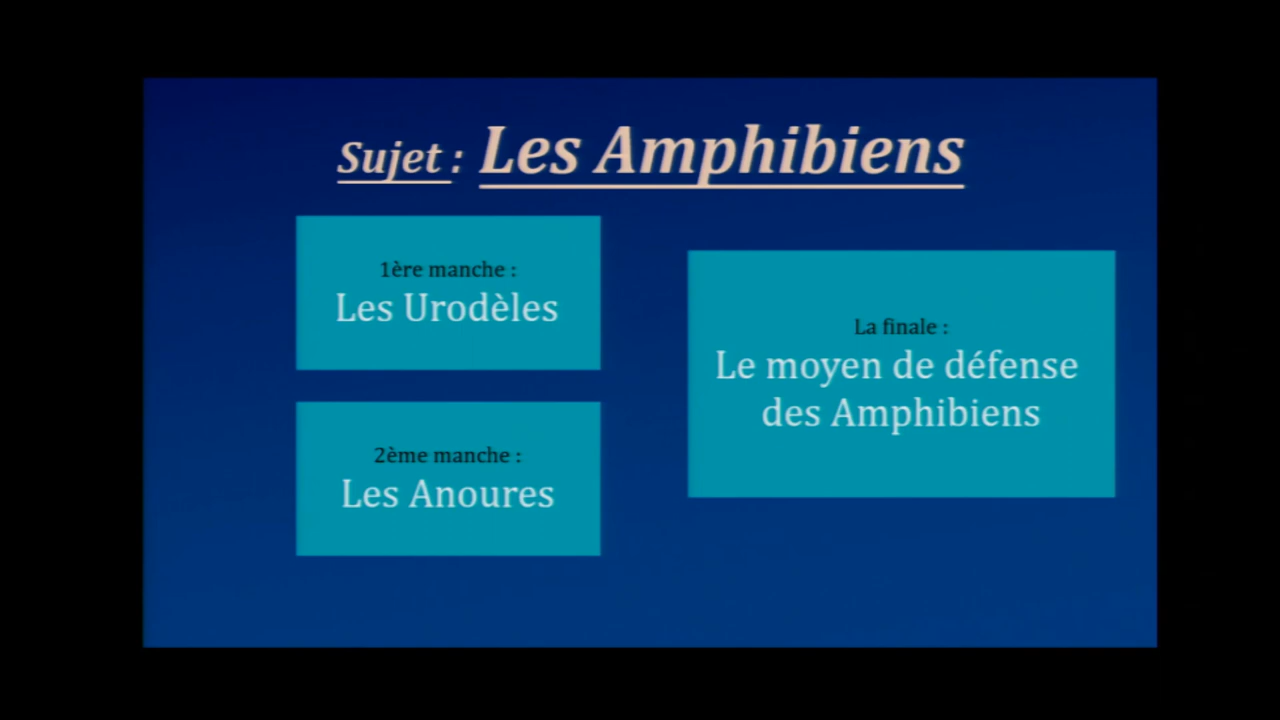 Sujet : Les Amphibiens
1ère manche :
Les Urodèles
2ème manche :
Les Anoures
La finale :
Le moyen de défense
des Amphibiens